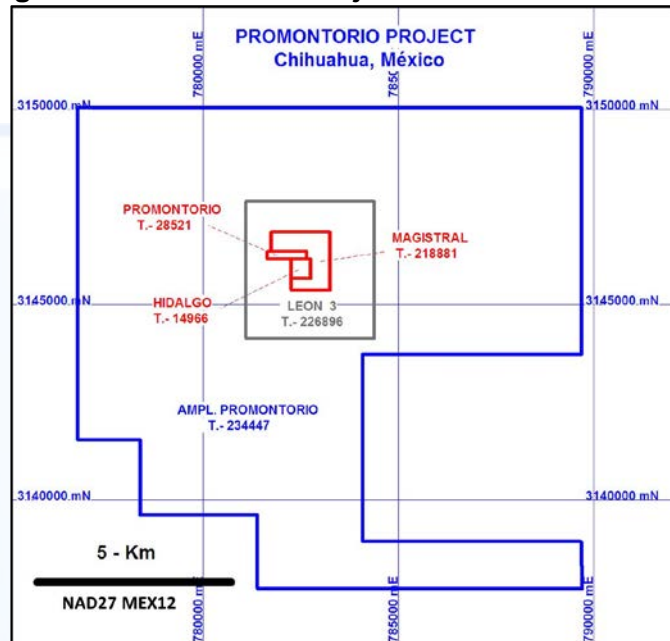 PROMONTORIO PROJECT
Chihuahua, México
780000 mE
790000 mE
3150000 mN
3150000 mN
PROMONTORIO
T.- 28521
MAGISTRAL
T.- 218881
3145000 mN
3145000 mN
HIDALGO
T.- 14966
LEON 3
T.- 226896
AMPL. PROMONTORIO
T.- 234447
3140000 mN
3140000 mN
5 - Km
NAD27 MEX12
780000 mE
785000 mE
790000 mE